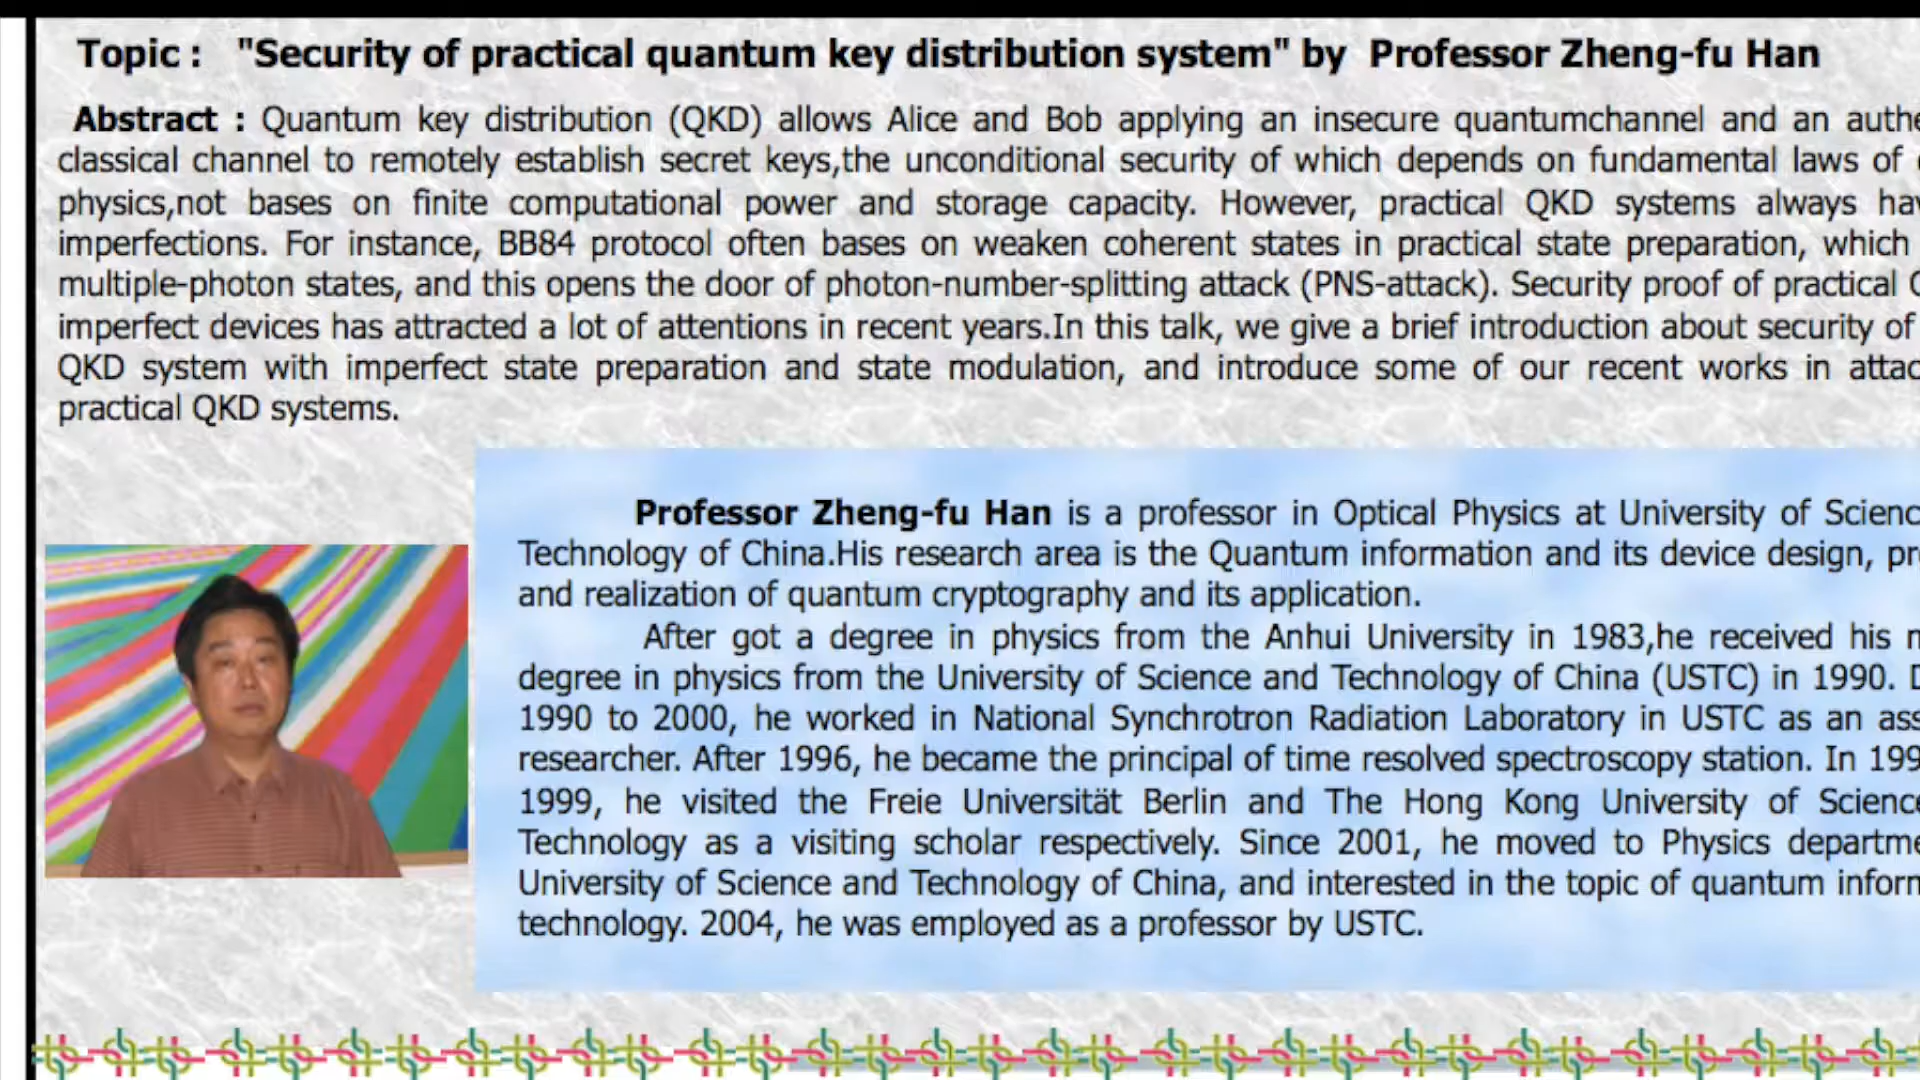 Topic : "Security of practical quantum key distribution system" by Professor Zheng-fu Han
Abstract : Quantum key distribution (QKD) allows Alice and Bob applying an insecure quantumchannel and an
classical channel to remotely establish secret keys,the unconditional security of which depends on fundamental laws of
physics,not bases on finite computational power and storage capacity. However, practical QKD systems always
imperfections. For instance, BB84 protocol often bases on weaken coherent states in practical state preparation, which
multiple-photon states, and this opens the door of photon-number-splitting attack (PNS-attack). Security proof of practical
imperfect devices has attracted a lot of attentions in recent years.In this talk, we give a brief introduction about security of
QKD system with imperfect state preparation and state modulation, and introduce some of our recent works in
practical QKD systems.
Professor Zheng-fu Han is a professor in Optical Physics at University of
Technology of China.His research area is the Quantum information and its device design,
and realization of quantum cryptography and its application.
After got a degree in physics from the Anhui University in 1983,he received his
degree in physics from the University of Science and Technology of China (USTC) in 1990.
1990 to 2000, he worked in National Synchrotron Radiation Laboratory in USTC as an
researcher. After 1996, he became the principal of time resolved spectroscopy station. In
1999, he visited the Freie Universität Berlin and The Hong Kong University of
Technology as a visiting scholar respectively. Since 2001, he moved to Physics
University of Science and Technology of China, and interested in the topic of quantum
technology. 2004, he was employed as a professor by USTC.